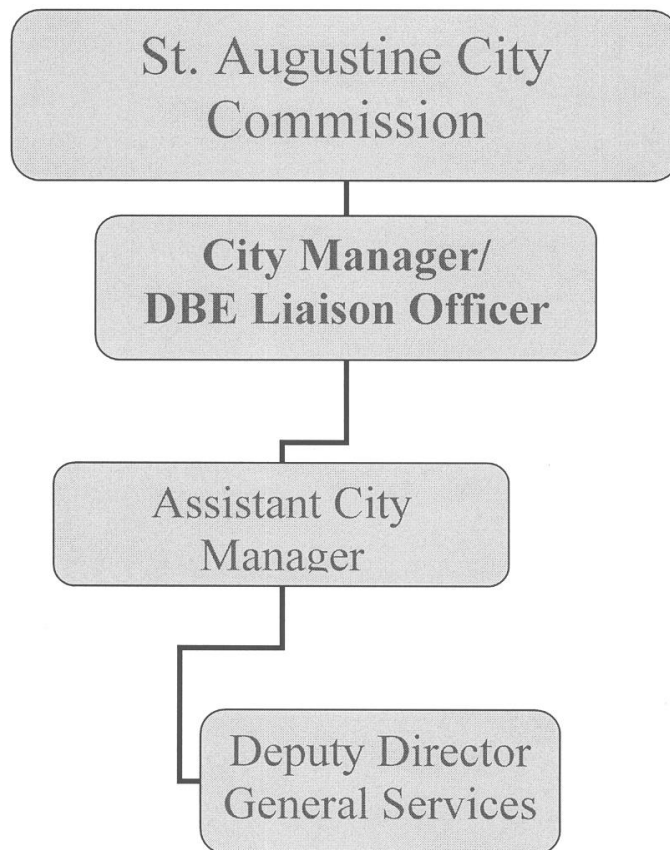 St. Augustine City
Commission
City Manager/
DBE Liaison Officer
Assistant City
Manager
Deputy Director
General Services